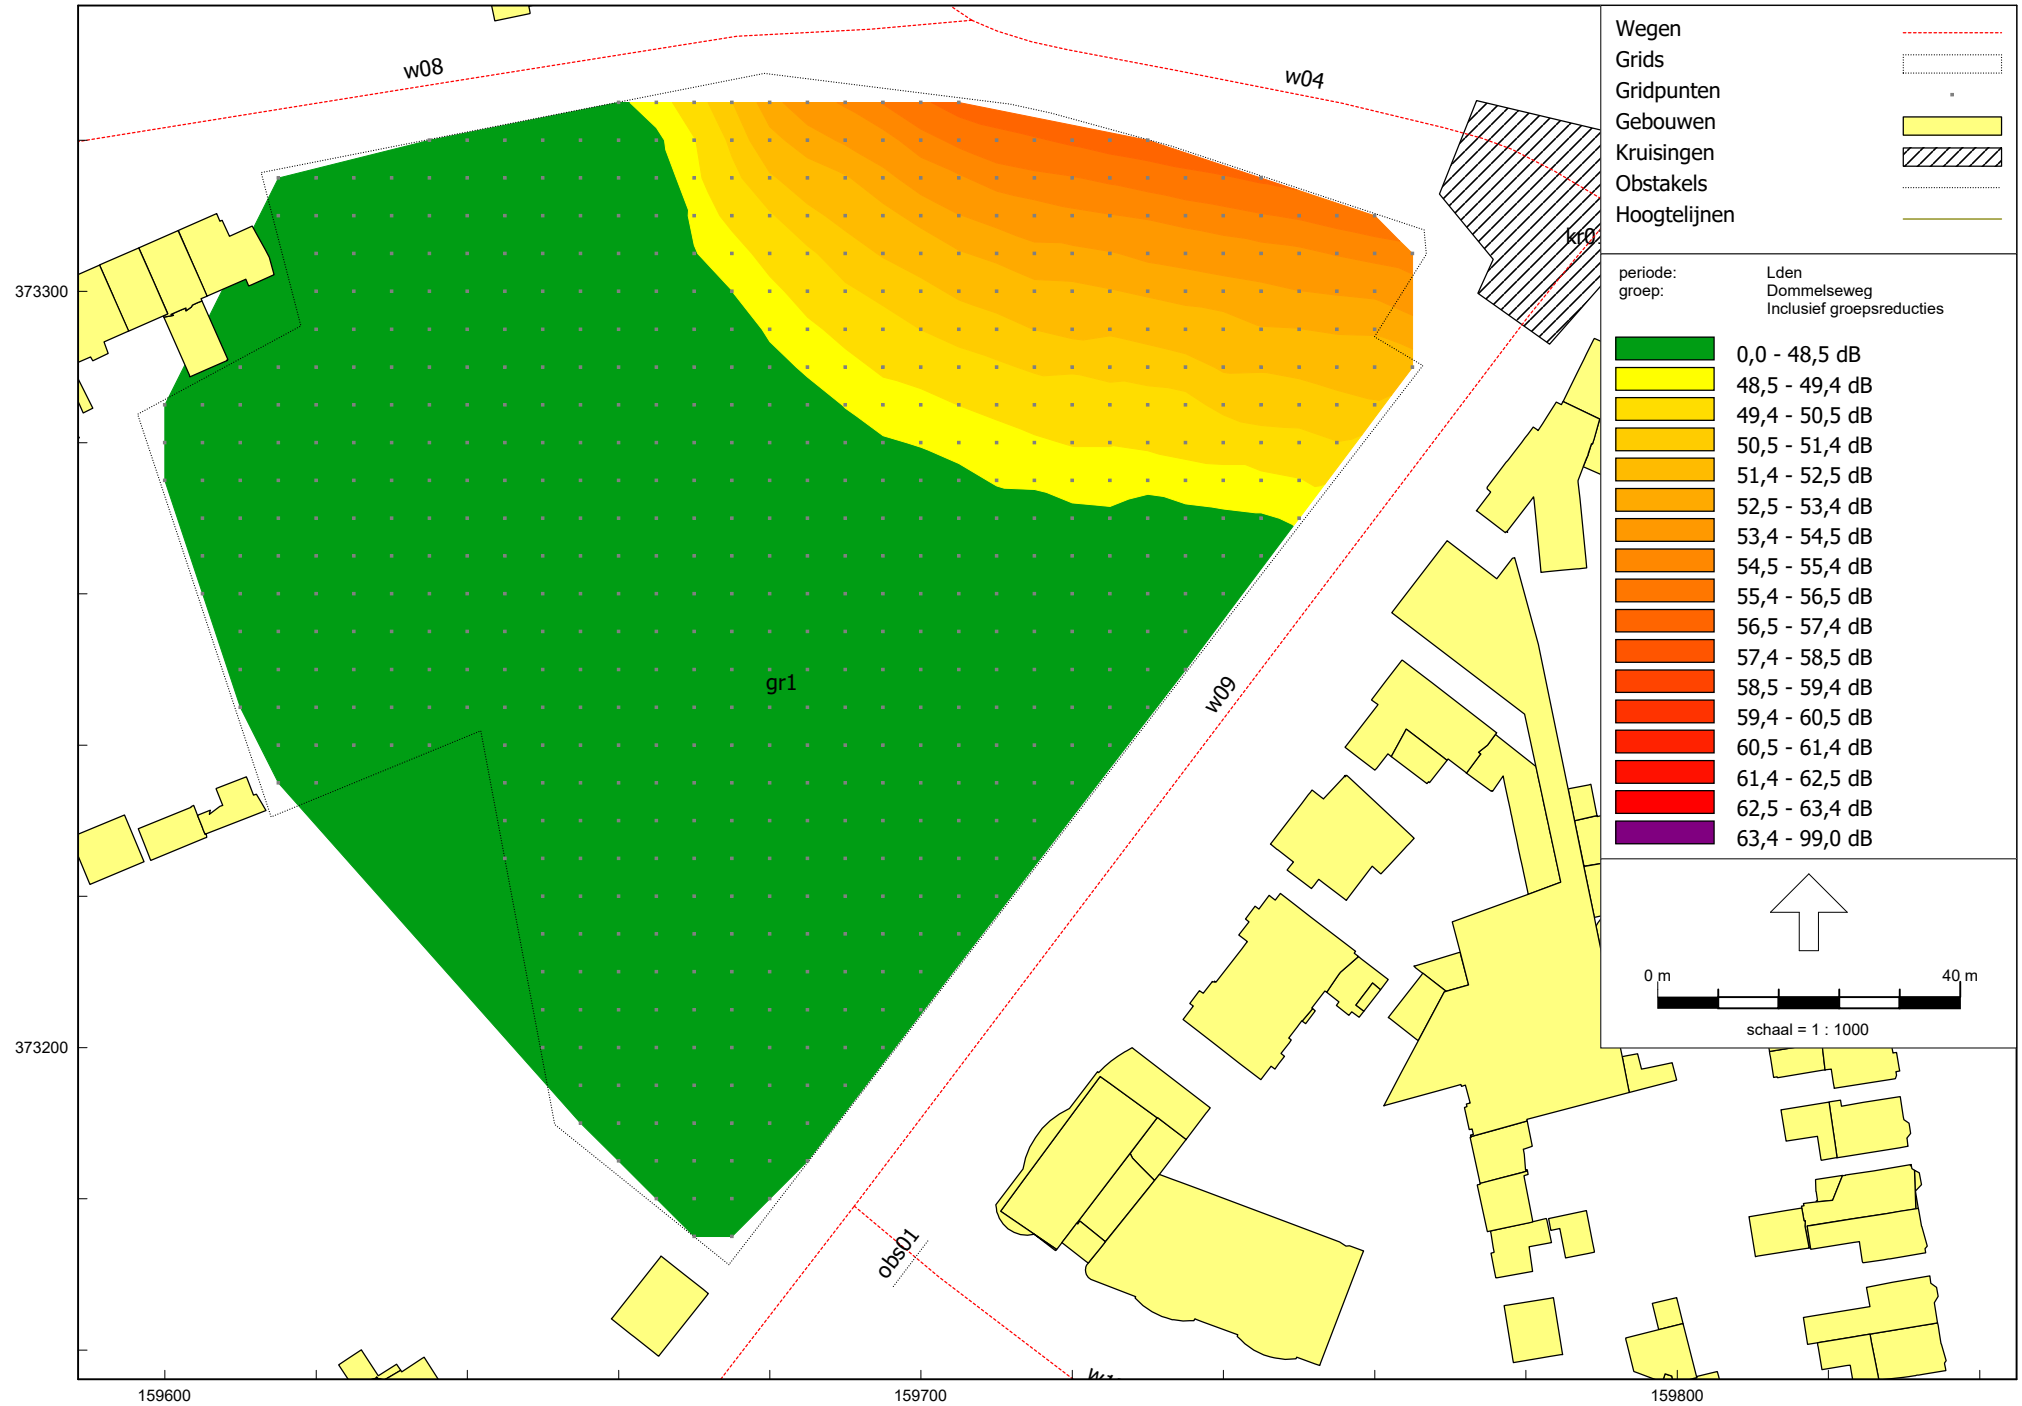 w08
w04
kr0
gr1
w09
obs01
373300
373200
159600
159700
159800
Wegen
Grids
Gridpunten
Gebouwen
Kruisingen
Obstakels
Hoogtelijnen
periode: Lden
groep: Dommelseweg
Inclusief groepsreducties
0,0 - 48,5 dB
48,5 - 49,4 dB
49,4 - 50,5 dB
50,5 - 51,4 dB
51,4 - 52,5 dB
52,5 - 53,4 dB
53,4 - 54,5 dB
54,5 - 55,4 dB
55,4 - 56,5 dB
56,5 - 57,4 dB
57,4 - 58,5 dB
58,5 - 59,4 dB
59,4 - 60,5 dB
60,5 - 61,4 dB
61,4 - 62,5 dB
62,5 - 63,4 dB
63,4 - 99,0 dB
0 m 40 m
schaal = 1 : 1000